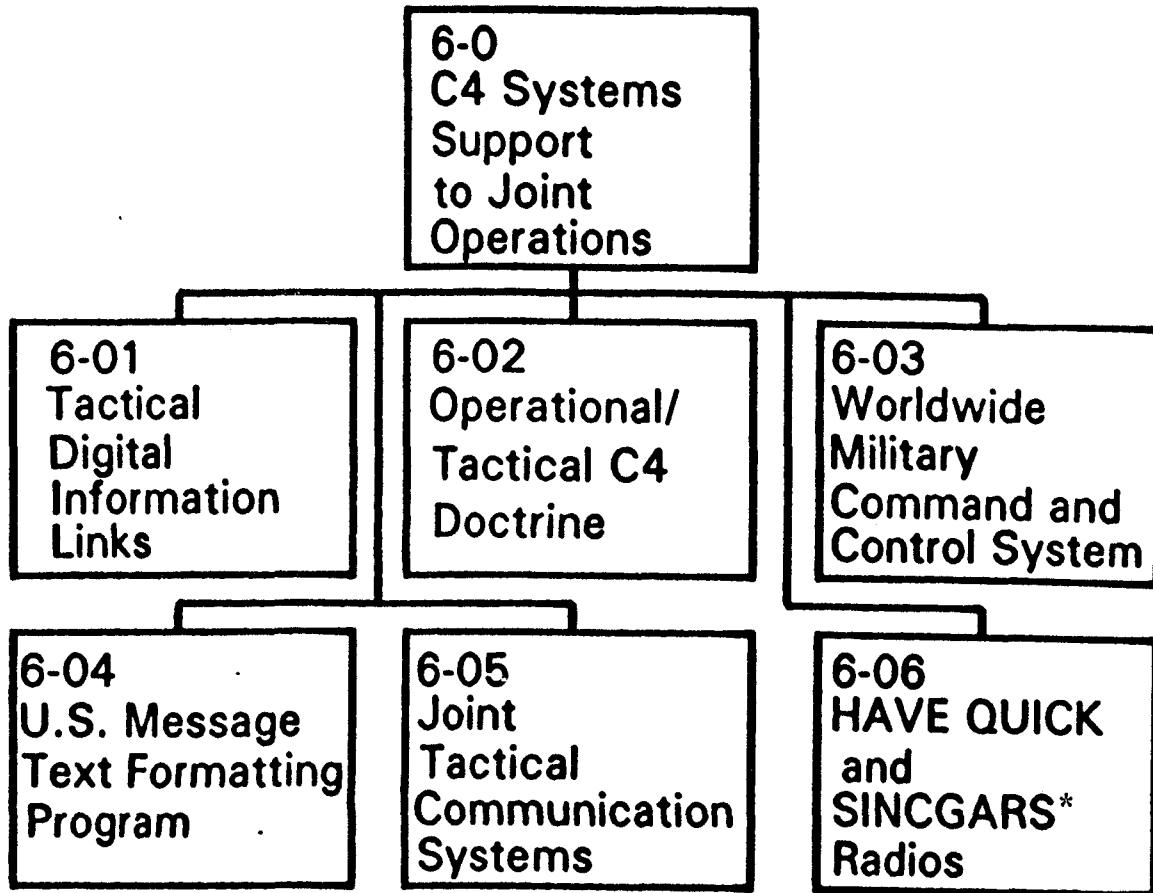 6-0
C4 Systems
Support
to Joint
Operations
6-01
Tactical
Digital
Information
Links
6-02
Operational/
Tactical C4
Doctrine
6-03
Worldwide
Military
Command and
Control System
6-04
U.S. Message
Text Formatting
Program
6-05
Joint
Tactical
Communication
Systems
6-06
HAVE QUICK
and
SINCGARS*
Radios